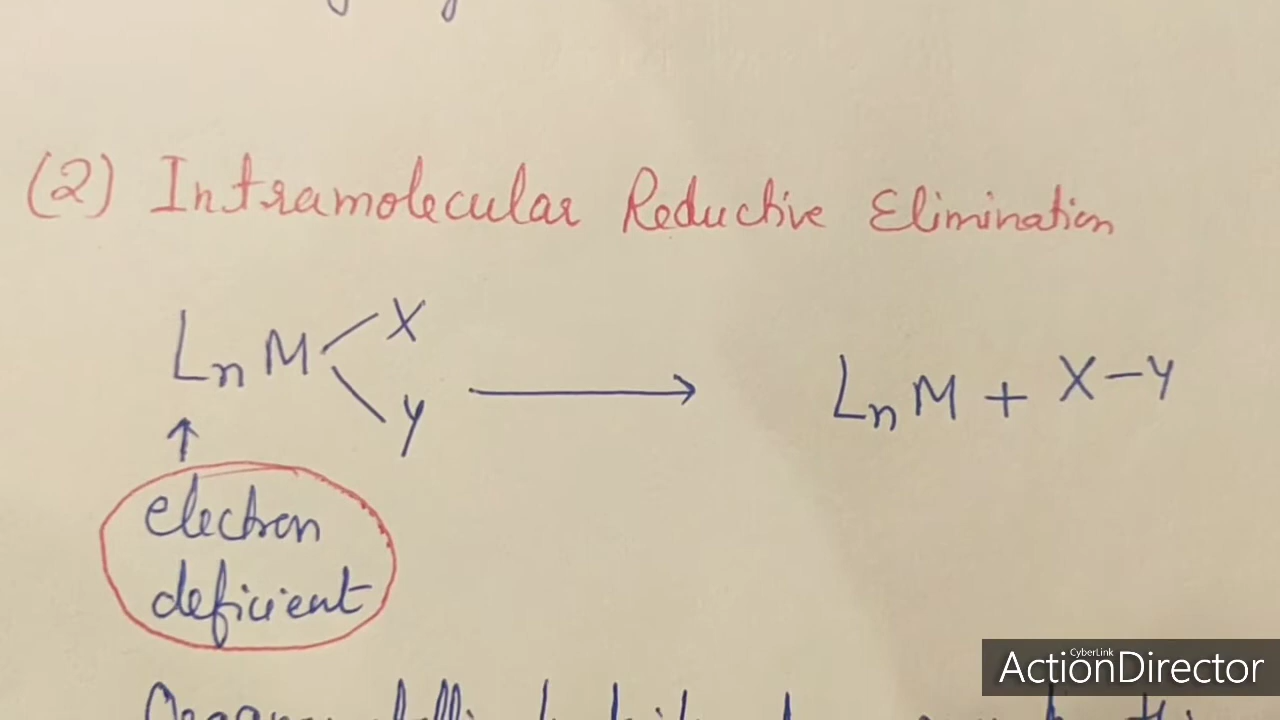 (2) Intramolecular Reductive Elimination
LnM X Y → LnM + X-Y
↑
electron
deficient
CyberLink
ActionDirector